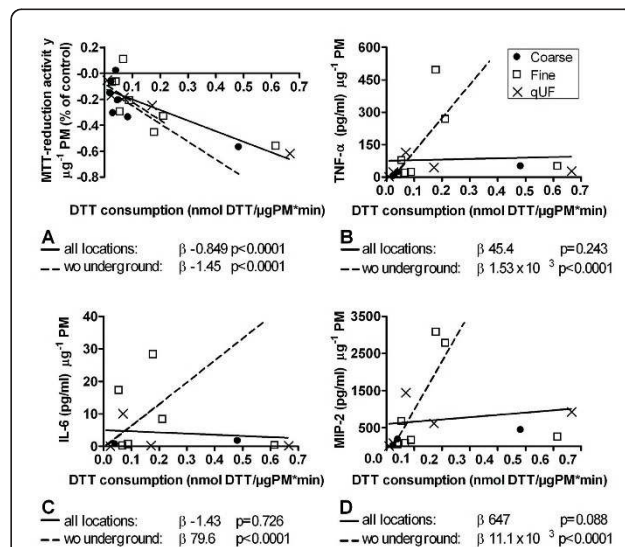 -0.0
-0.2
-0.4
-0.6
-0.8
0.1 0.2 0.3 0.4 0.5 0.6 0.7
MTT-reduction activity y
µg⁻¹ PM (% of control)
DTT consumption (nmol DTT/µgPM*min)
A
all locations: β -0.849 p<0.0001
wo underground: β -1.45 p<0.0001
600
450
300
150
0
0.0 0.1 0.2 0.3 0.4 0.5 0.6 0.7
TNF-α (pg/ml) µg⁻¹ PM
Coarse
Fine
qUF
DTT consumption (nmol DTT/µgPM*min)
B
all locations: β 45.4 p=0.243
wo underground: β 1.53 x 10 ³ p<0.0001
40
30
20
10
0
0.0 0.1 0.2 0.3 0.4 0.5 0.6 0.7
IL-6 (pg/ml) µg⁻¹ PM
DTT consumption (nmol DTT/µgPM*min)
C
all locations: β -1.43 p=0.726
wo underground: β 79.6 p<0.0001
3500
2500
1500
500
0.0 0.1 0.2 0.3 0.4 0.5 0.6 0.7
MIP-2 (pg/ml) µg⁻¹ PM
DTT consumption (nmol DTT/µgPM*min)
D
all locations: β 647 p=0.088
wo underground: β 11.1 x 10 ³ p<0.0001